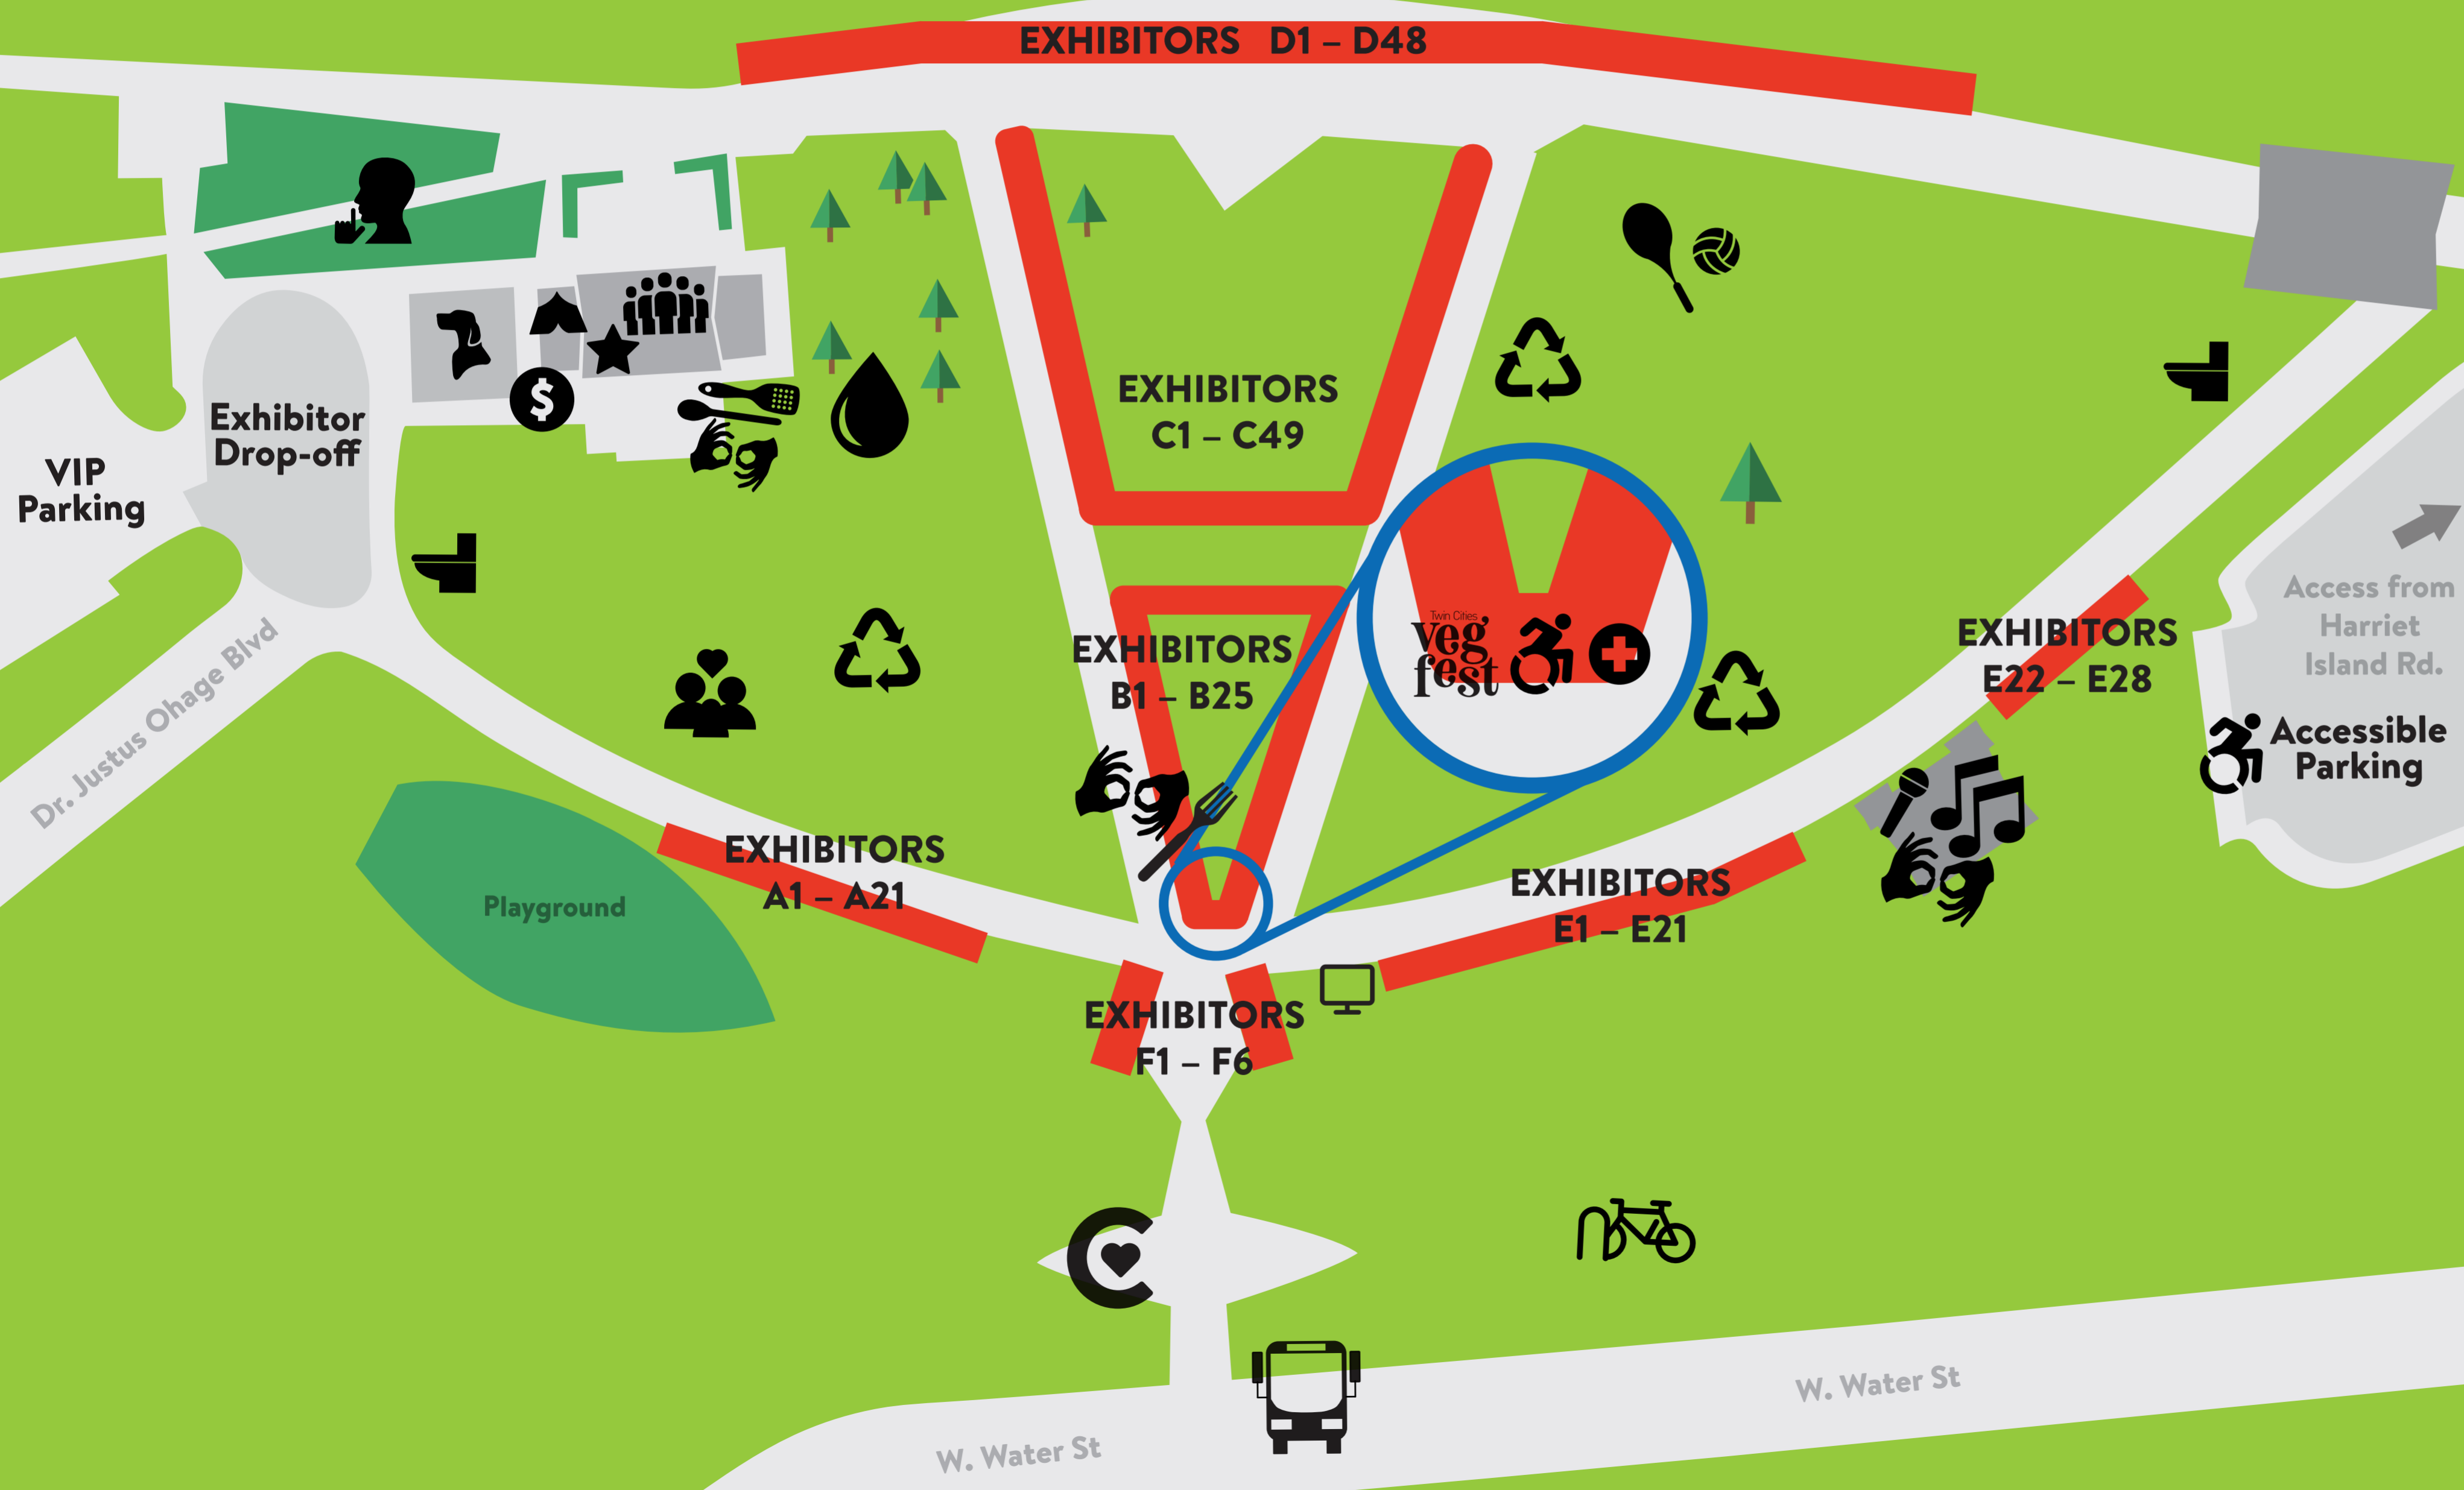 EXHIBITORS D1 – D48
EXHIBITORS
C1 – C49
Exhibitor
Drop-off
VIP
Parking
$
Dr. Justus Ohage Blvd
EXHIBITORS
B1 – B25
Twin Cities
veg
fest
EXHIBITORS
E22 – E28
Access from
Harriet
Island Rd.
Accessible
Parking
EXHIBITORS
A1 – A21
Playground
EXHIBITORS
E1 – E21
EXHIBITORS
F1 – F6
W. Water St
W. Water St